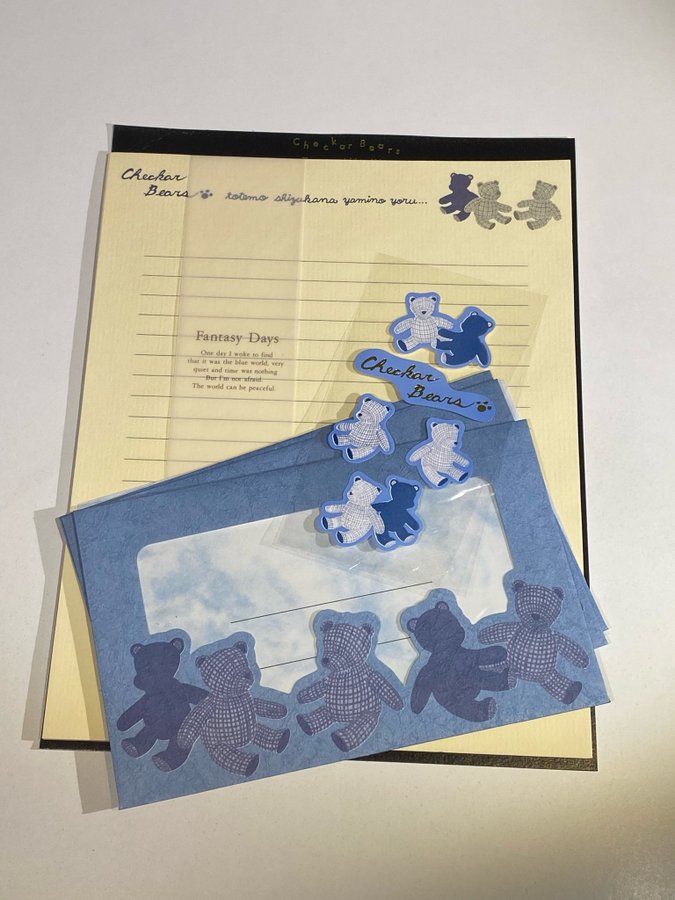 Checkar Bears
Checkar
Bears
totemo shizukana yamino yoru...
Fantasy Days
One day I woke to find
that it was the blue world, very
quiet and time was nothing
But I'm not afraid.
The world can be peaceful.
Checkar
Bears